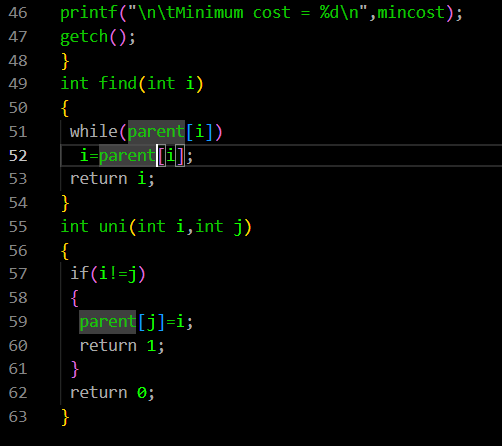 46 printf("\n\tMinimum cost = %d\n",mincost);
47 getch();
48 }
49 int find(int i)
50 {
51 while(parent[i])
52 i=parent[i];
53 return i;
54 }
55 int uni(int i,int j)
56 {
57 if(i!=j)
58 {
59 parent[j]=i;
60 return 1;
61 }
62 return 0;
63 }